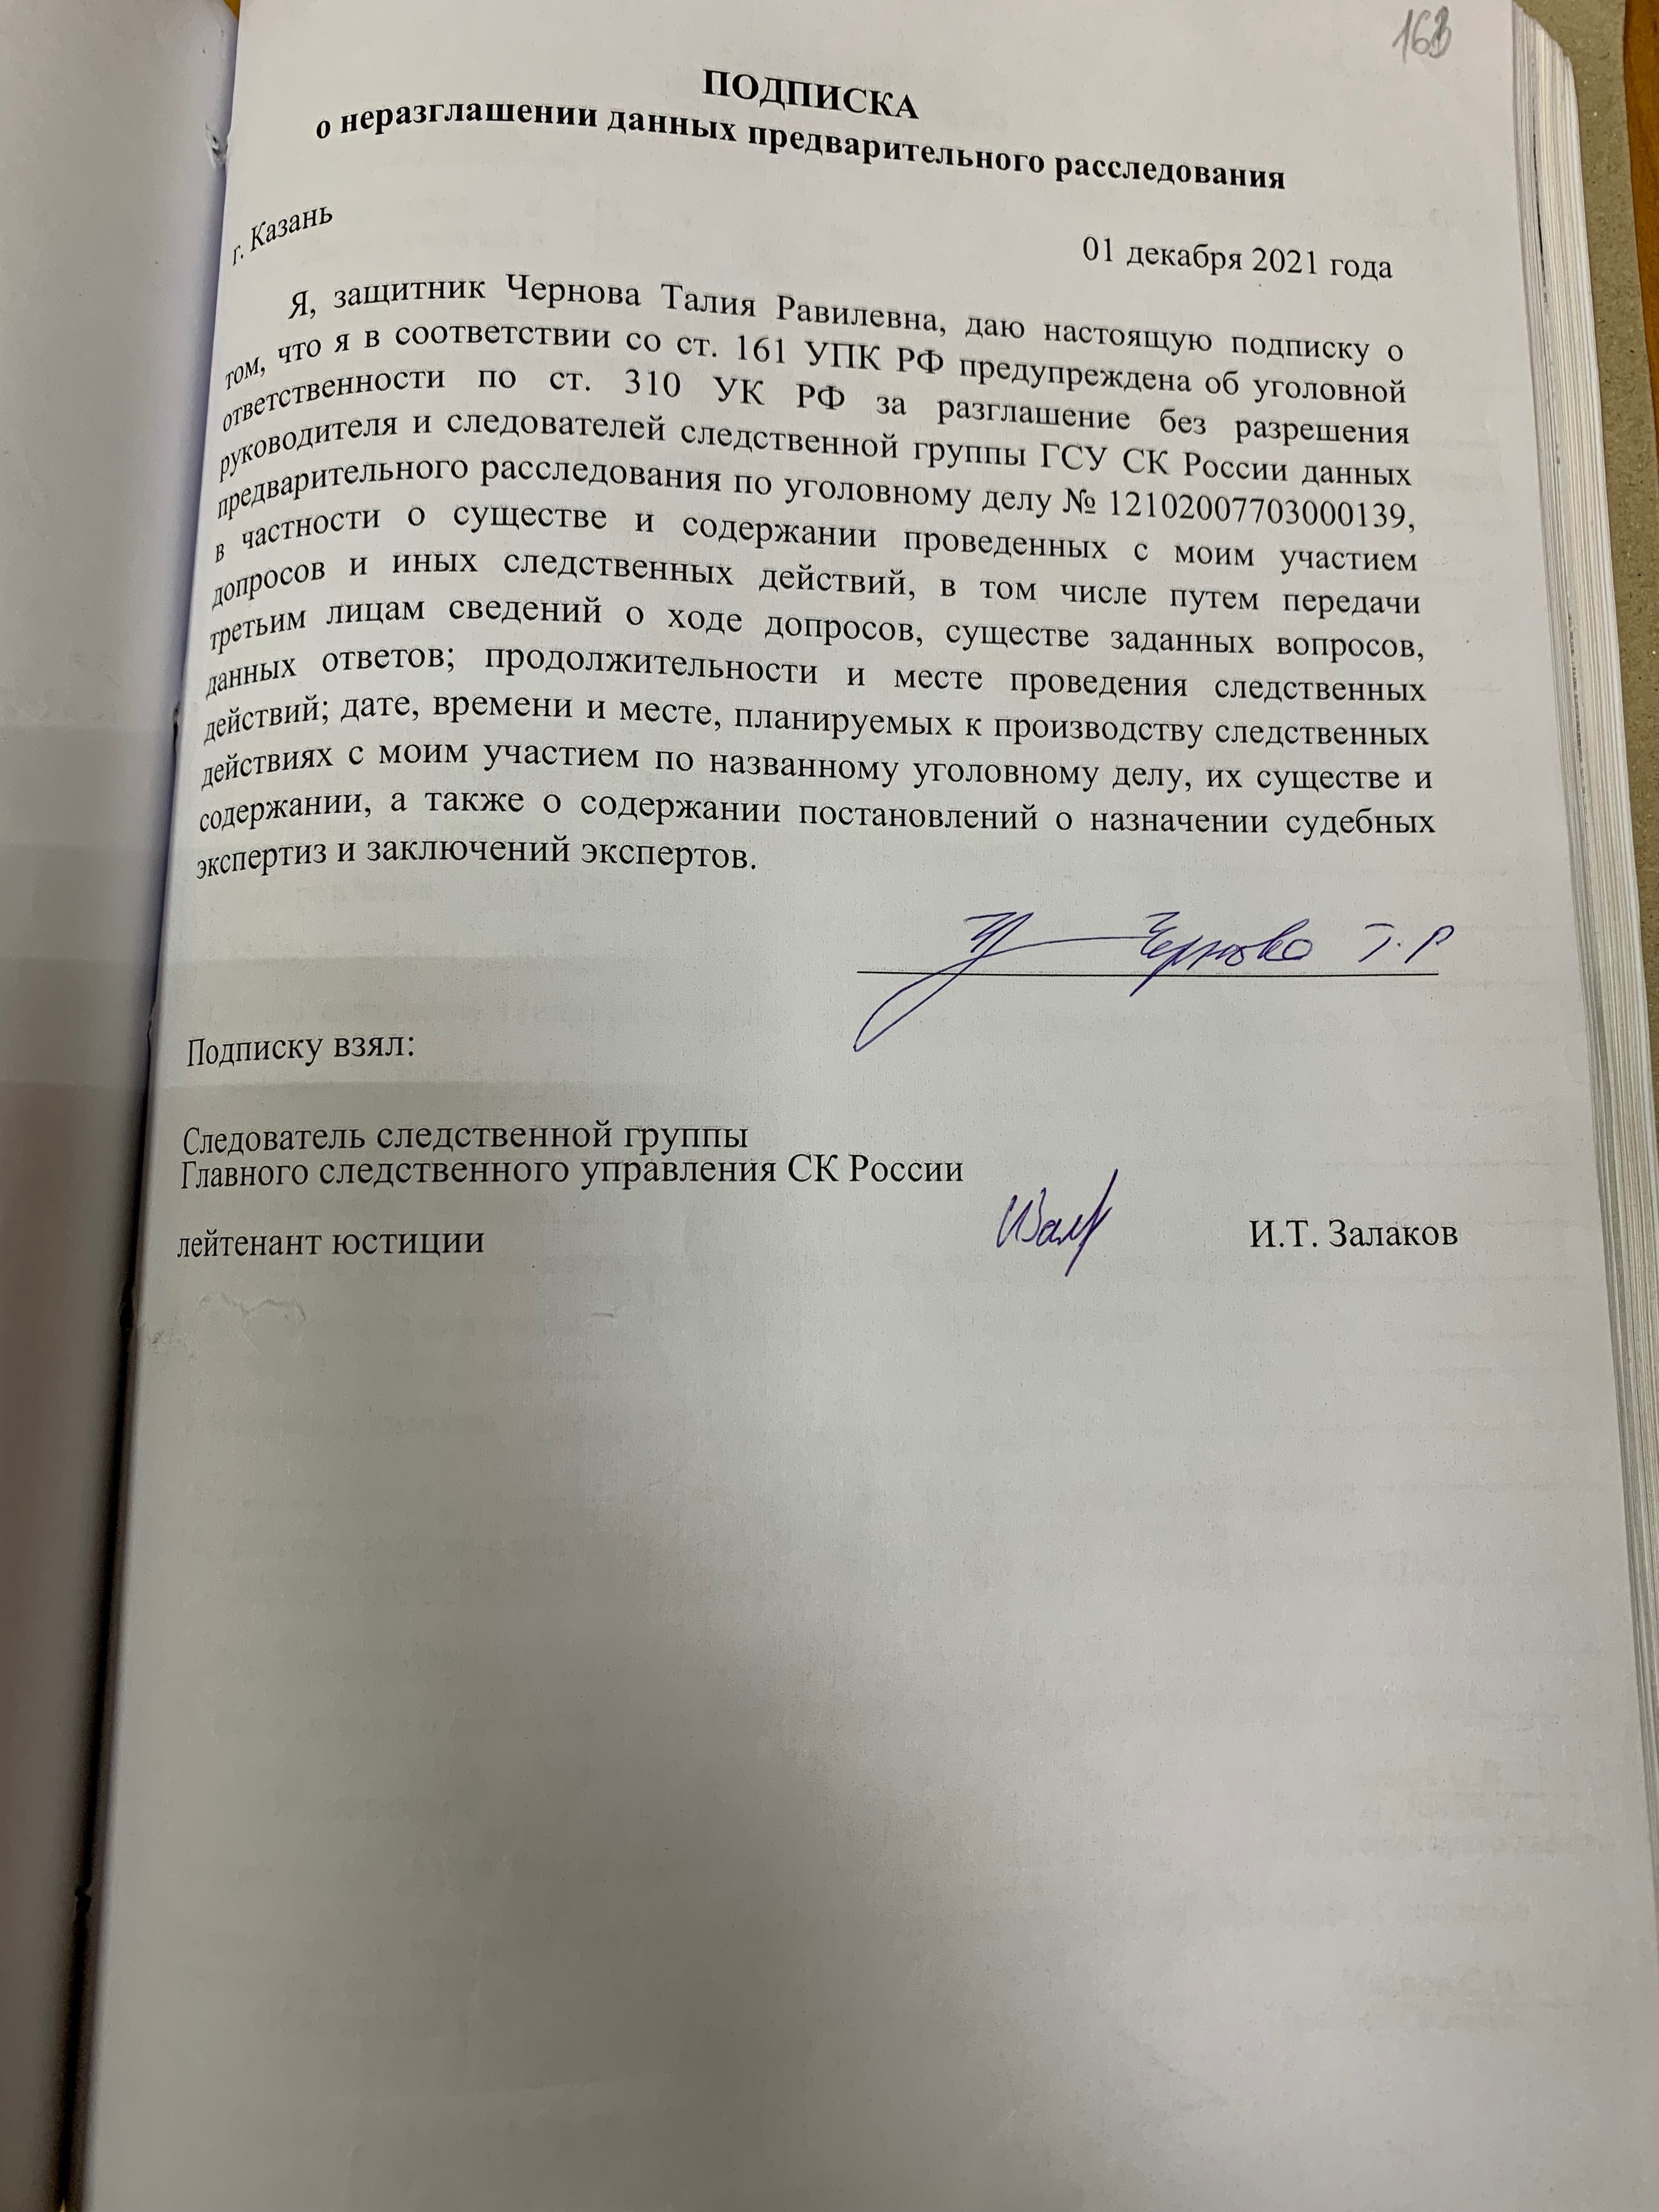 163
ПОДПИСКА
о неразглашении данных предварительного расследования
г. Казань
01 декабря 2021 года
Я, защитник Чернова Талия Равилевна, даю настоящую подписку о
том, что я в соответствии со ст. 161 УПК РФ предупреждена об уголовной
ответственности по ст. 310 УК РФ за разглашение без разрешения
руководителя и следователей следственной группы ГСУ СК России данных
предварительного расследования по уголовному делу № 12102007703000139,
в частности о существе и содержании проведенных с моим участием
допросов и иных следственных действий, в том числе путем передачи
третьим лицам сведений о ходе допросов, существе заданных вопросов,
данных ответов; продолжительности и месте проведения следственных
действий; дате, времени и месте, планируемых к производству следственных
действиях с моим участием по названному уголовному делу, их существе и
содержании, а также о содержании постановлений о назначении судебных
экспертиз и заключений экспертов.
Чернова Т.Р
Подписку взял:
Следователь следственной группы
Главного следственного управления СК России
лейтенант юстиции И.Т. Залаков